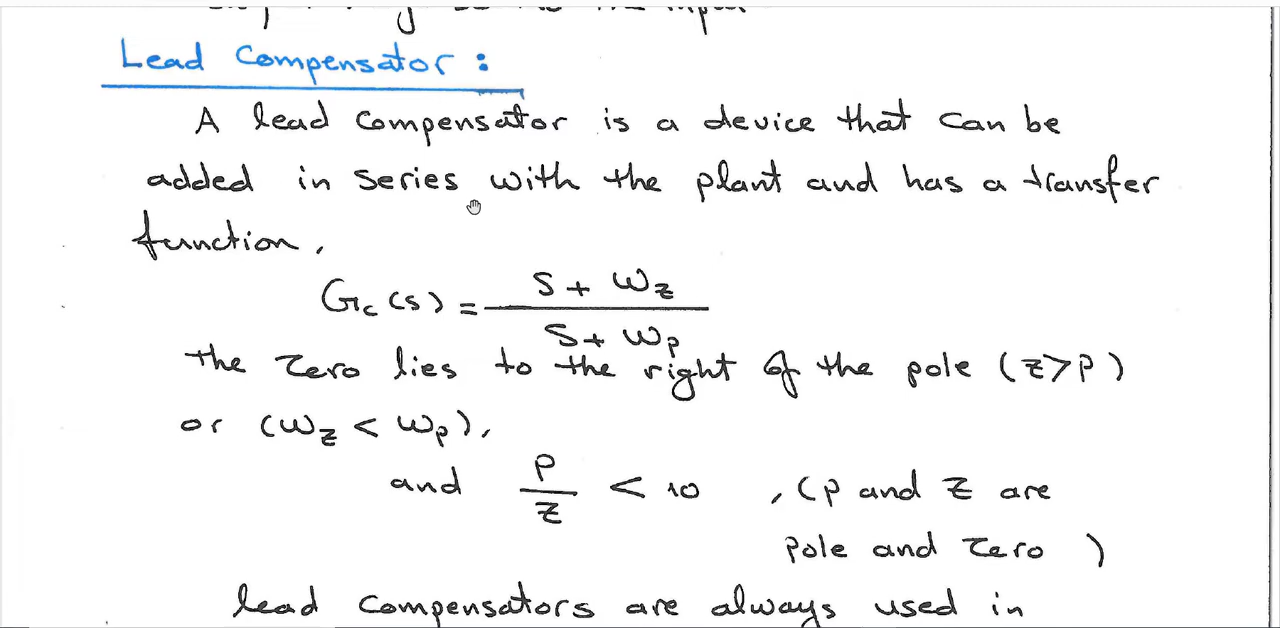 Lead Compensator :
A lead compensator is a device that can be
added in series with the plant and has a transfer
function,
Gc(s) = (s + ωz) / (s + ωp)
the zero lies to the right of the pole (z > p)
or (ωz < ωp),
and p/z < 10 , (p and z are
pole and zero )
lead compensators are always used in